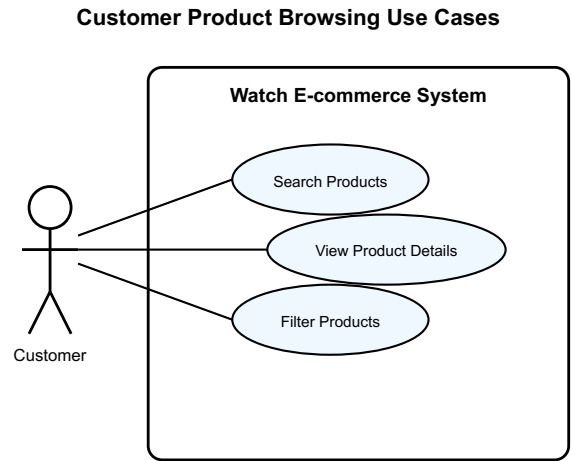 Customer Product Browsing Use Cases
Watch E-commerce System
Search Products
View Product Details
Filter Products
Customer